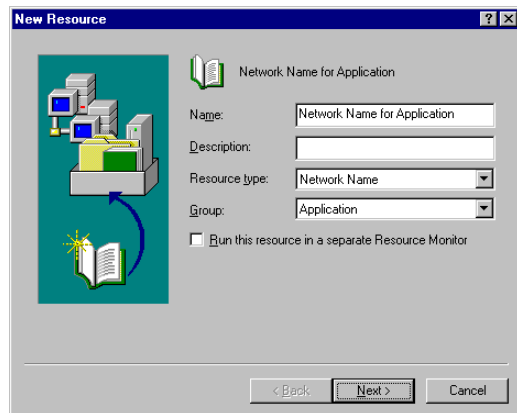 New Resource
Network Name for Application
Name: Network Name for Application
Description:
Resource type: Network Name
Group: Application
Run this resource in a separate Resource Monitor
< Back Next > Cancel